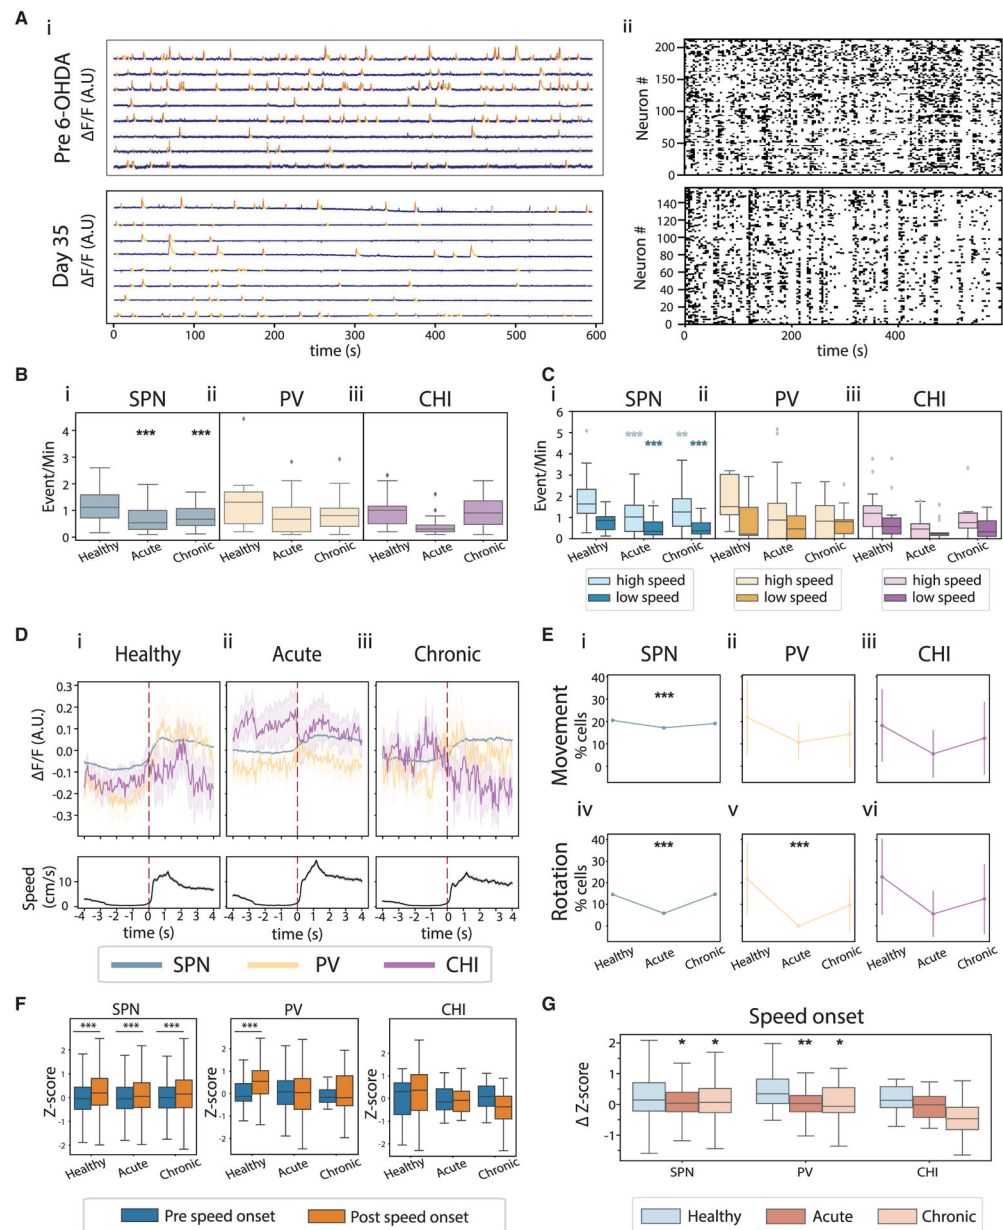 A
i
ii
Pre 6-OHDA
ΔF/F (A.U)
Day 35
ΔF/F (A.U)
0 100 200 300 400 500 600
time (s)
Neuron #
200
150
100
50
0
Neuron #
140
120
100
80
60
40
20
0
0 200 400
time (s)
B
i SPN ii PV iii CHI
Event/Min
4
3
2
1
0
*** ***
Healthy Acute Chronic Healthy Acute Chronic Healthy Acute Chronic
C
i SPN ii PV iii CHI
Event/Min
6
5
4
3
2
1
0
*** **
*** ***
Healthy Acute Chronic Healthy Acute Chronic Healthy Acute Chronic
high speed high speed high speed
low speed low speed low speed
D
i ii iii
Healthy Acute Chronic
ΔF/F (A.U.)
0.3
0.2
0.1
0.0
-0.1
-0.2
-0.3
Speed
(cm/s)
10
0
-4 -3 -2 -1 0 1 2 3 4 -4 -3 -2 -1 0 1 2 3 4 -4 -3 -2 -1 0 1 2 3 4
time (s) time (s) time (s)
SPN PV CHI
E
i ii iii
SPN PV CHI
Movement
% cells
40
30
20
10
0
***
iv v vi
Rotation
% cells
40
30
20
10
0
*** ***
Healthy Acute Chronic Healthy Acute Chronic Healthy Acute Chronic
F
SPN PV CHI
Z-score
2
1
0
-1
-2
*** *** ***
Healthy Acute Chronic
Z-score
2
1
0
-1
-2
***
Healthy Acute Chronic
Z-score
2
1
0
-1
-2
Healthy Acute Chronic
Pre speed onset Post speed onset
G
Speed onset
Δ Z-score
2
1
0
-1
* * ** *
SPN PV CHI
Healthy Acute Chronic